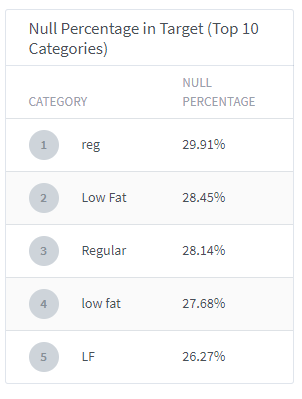 Null Percentage in Target (Top 10
Categories)
NULL
CATEGORY PERCENTAGE
1 reg 29.91%
2 Low Fat 28.45%
3 Regular 28.14%
4 low fat 27.68%
5 LF 26.27%